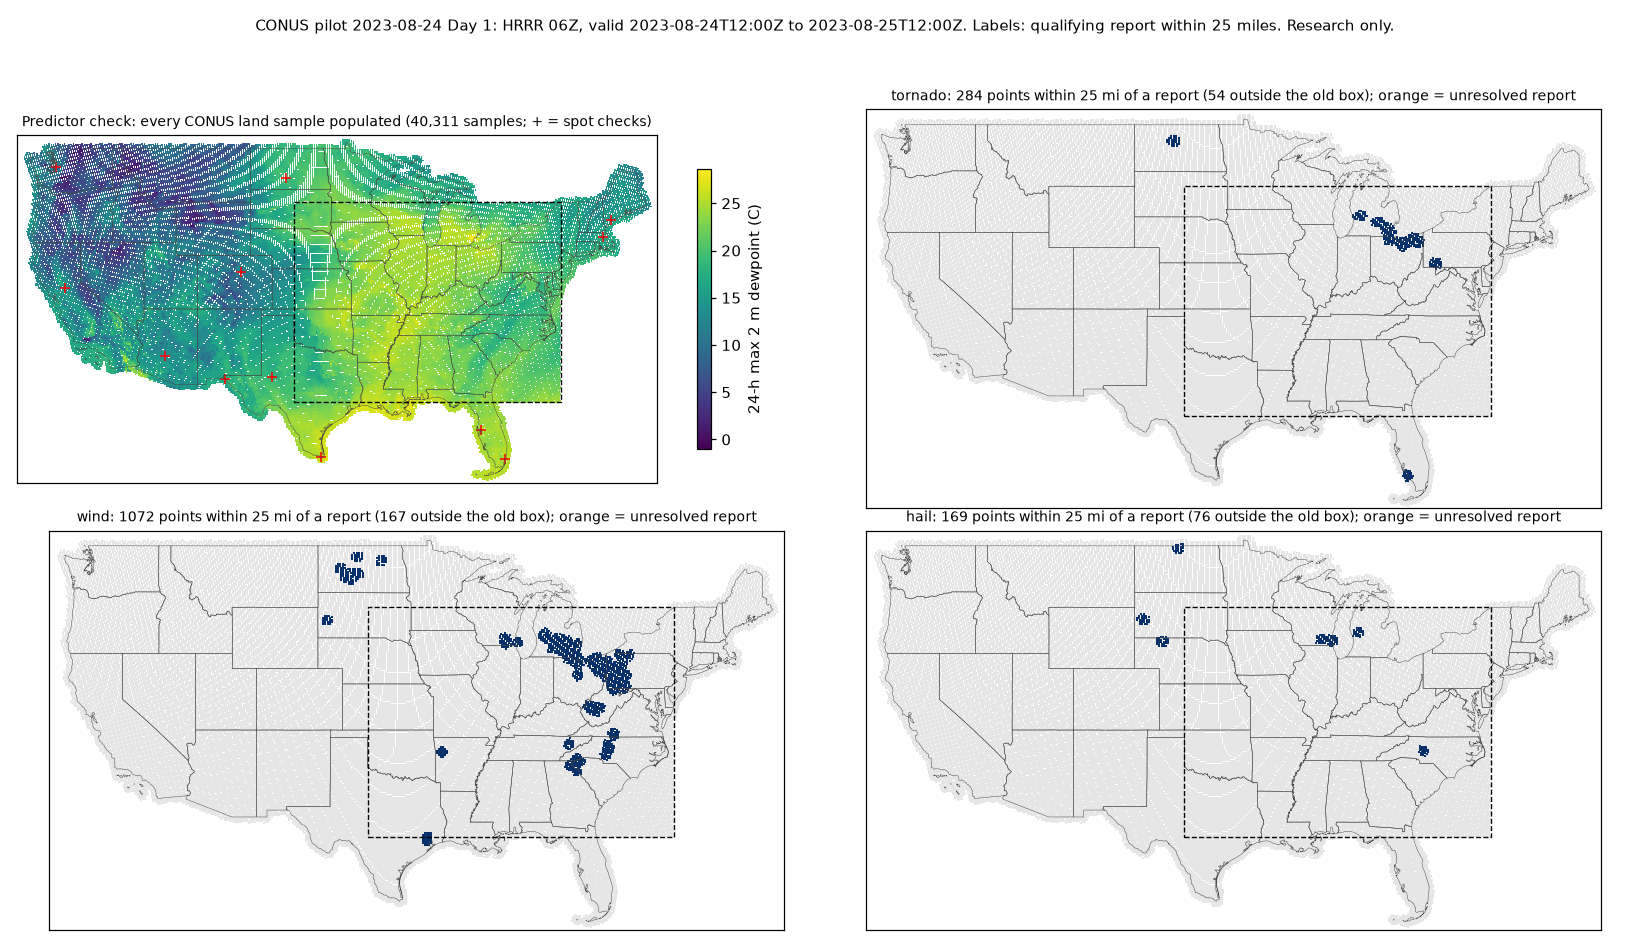 CONUS pilot 2023-08-24 Day 1: HRRR 06Z, valid 2023-08-24T12:00Z to 2023-08-25T12:00Z. Labels: qualifying report within 25 miles. Research only.
Predictor check: every CONUS land sample populated (40,311 samples; + = spot checks)
25
20
15
10
5
0
24-h max 2 m dewpoint (C)
tornado: 284 points within 25 mi of a report (54 outside the old box); orange = unresolved report
wind: 1072 points within 25 mi of a report (167 outside the old box); orange = unresolved report
hail: 169 points within 25 mi of a report (76 outside the old box); orange = unresolved report